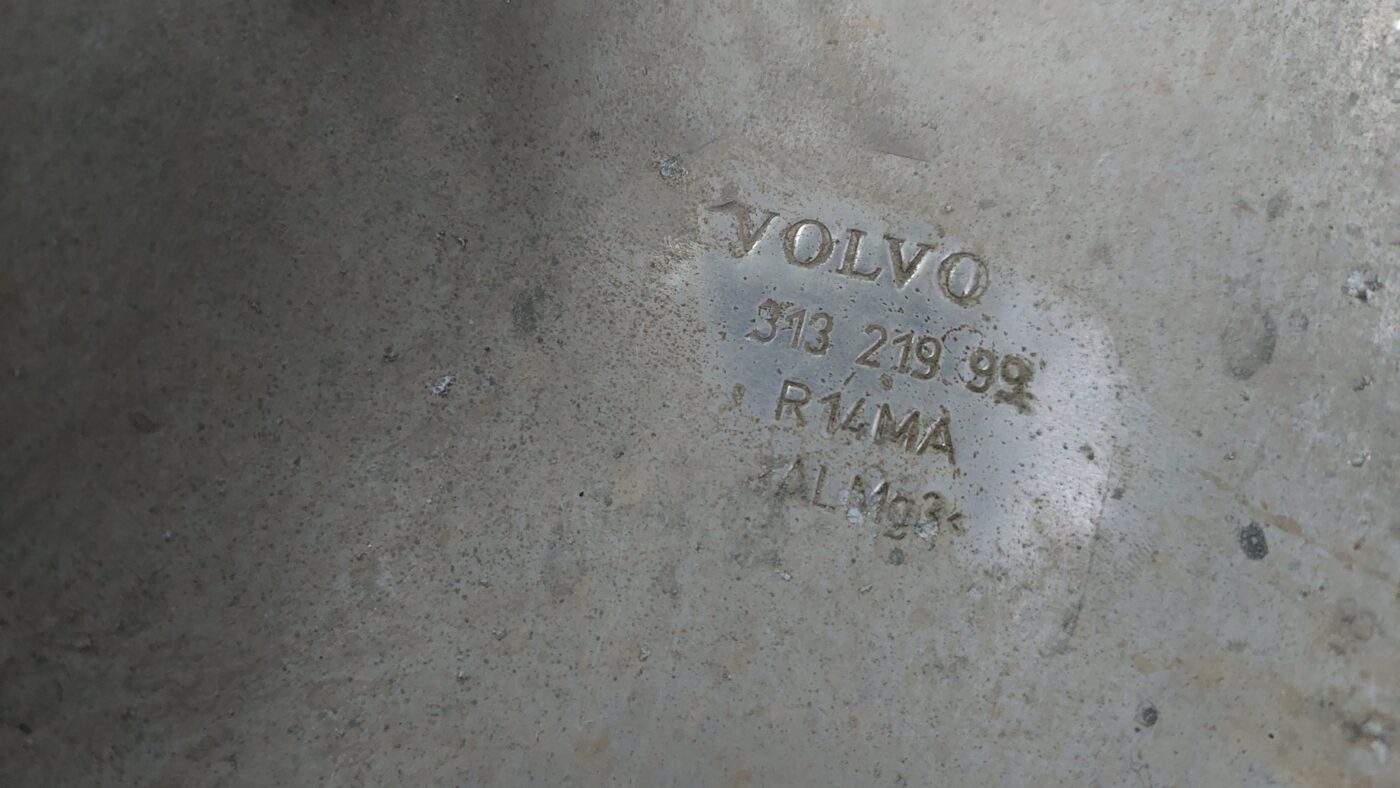 VOLVO
313 219 99
R14MA
>ALMg3<